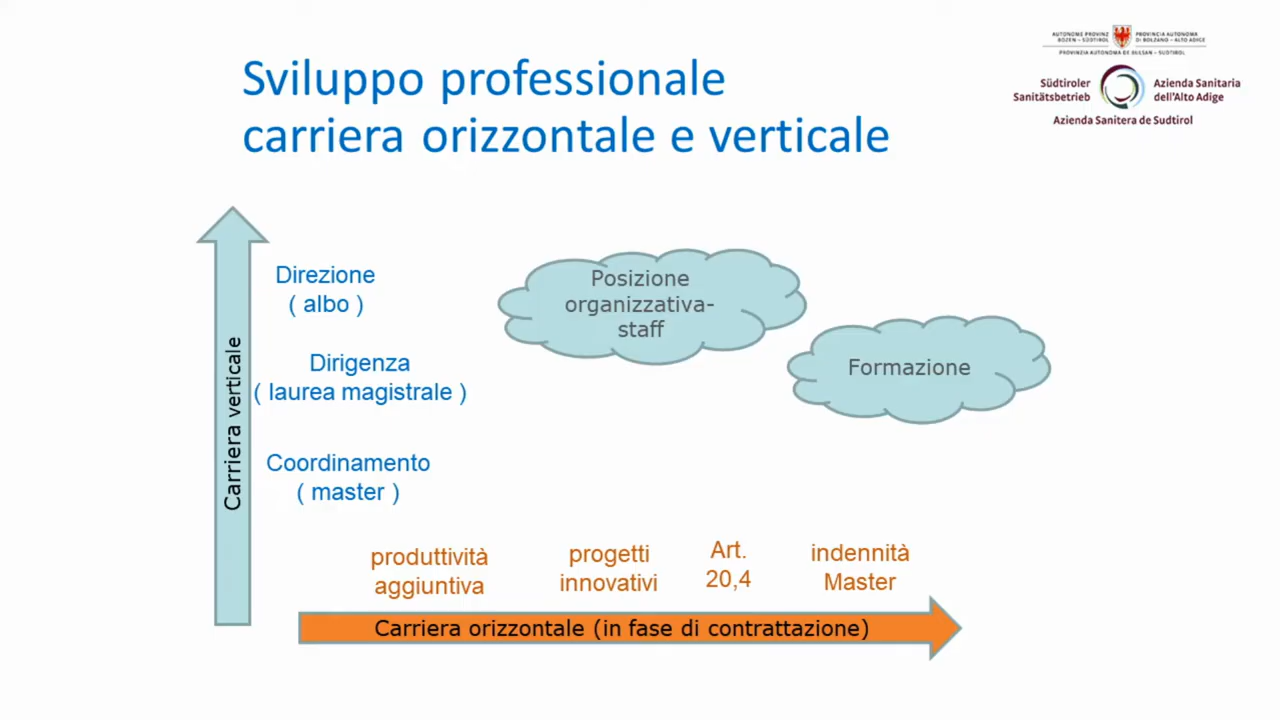 Sviluppo professionale
carriera orizzontale e verticale
AUTONOME PROVINZ
BOZEN – SÜDTIROL
PROVINCIA AUTONOMA
DI BOLZANO – ALTO ADIGE
PROVINZIA AUTONOMA DE BULSAN – SÜDTIROL
Südtiroler
Sanitätsbetrieb
Azienda Sanitaria
dell'Alto Adige
Azienda Sanitera de Sudtirol
Carriera verticale
Direzione
( albo )
Dirigenza
( laurea magistrale )
Coordinamento
( master )
Posizione
organizzativa-
staff
Formazione
produttività
aggiuntiva
progetti
innovativi
Art.
20,4
indennità
Master
Carriera orizzontale (in fase di contrattazione)